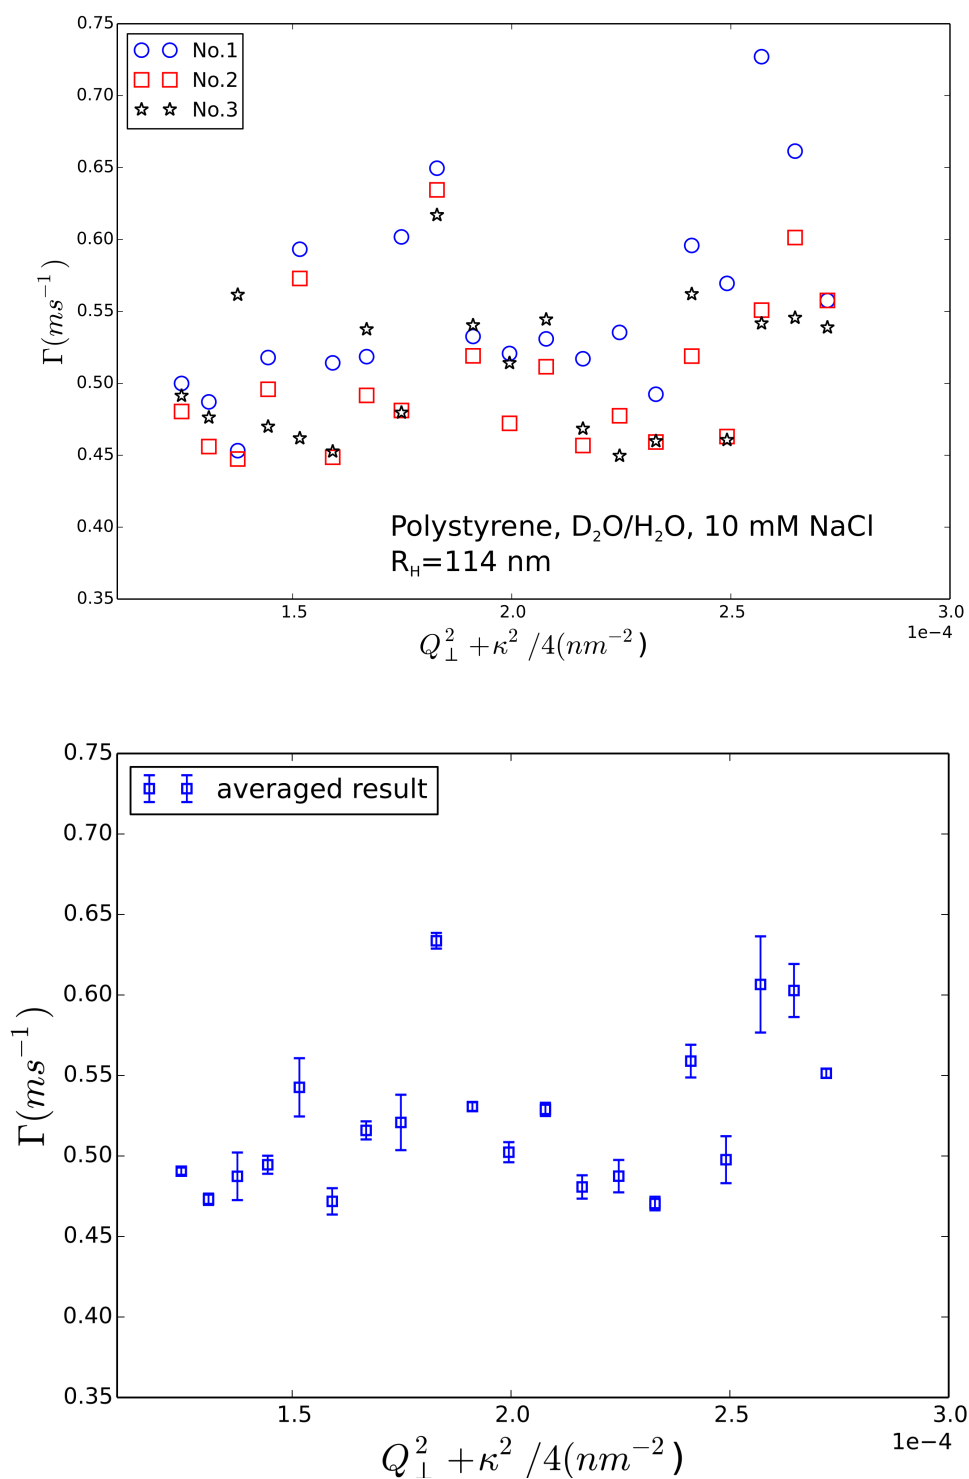 0.75
0.70
0.65
0.60
0.55
0.50
0.45
0.40
0.35
Γ(ms⁻¹)
No.1
No.2
No.3
Polystyrene, D₂O/H₂O, 10 mM NaCl
R_H=114 nm
1.5 2.0 2.5 3.0
1e−4
Q⊥² + κ² /4(nm⁻²)
0.75
0.70
0.65
0.60
0.55
0.50
0.45
0.40
0.35
Γ(ms⁻¹)
averaged result
1.5 2.0 2.5 3.0
1e−4
Q⊥² + κ² /4(nm⁻²)